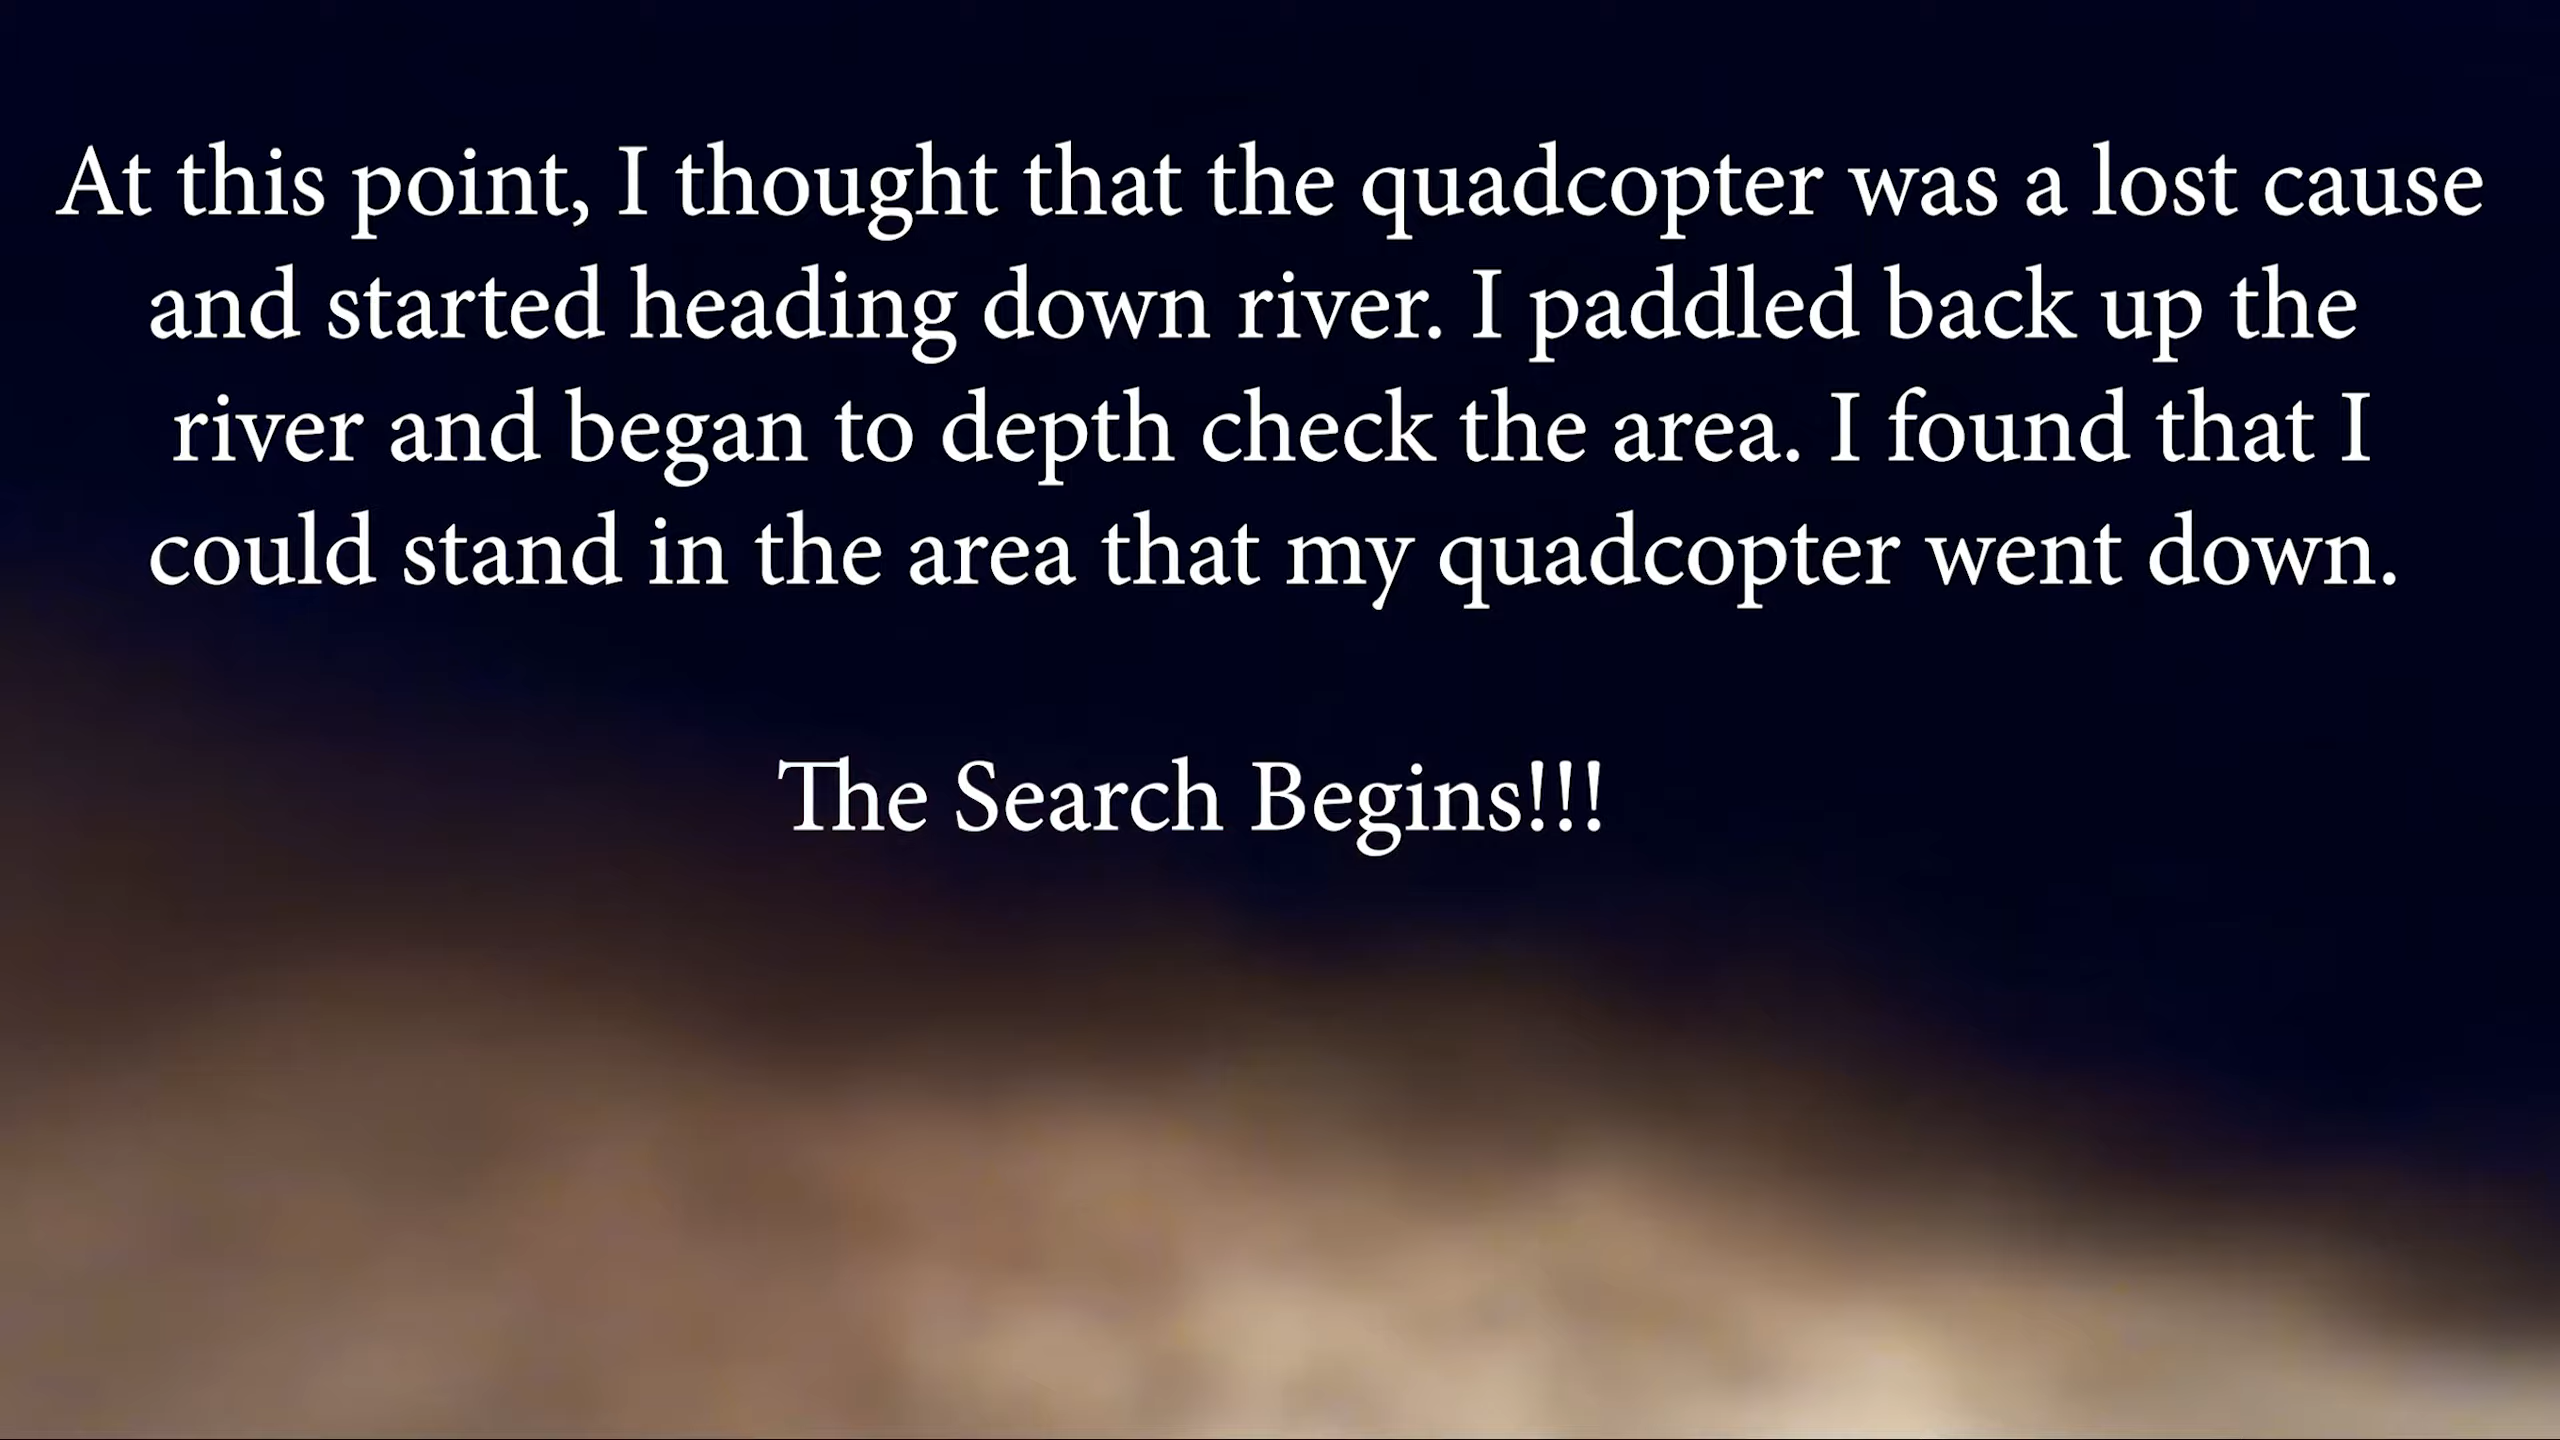 At this point, I thought that the quadcopter was a lost cause
and started heading down river. I paddled back up the
river and began to depth check the area. I found that I
could stand in the area that my quadcopter went down.
The Search Begins!!!